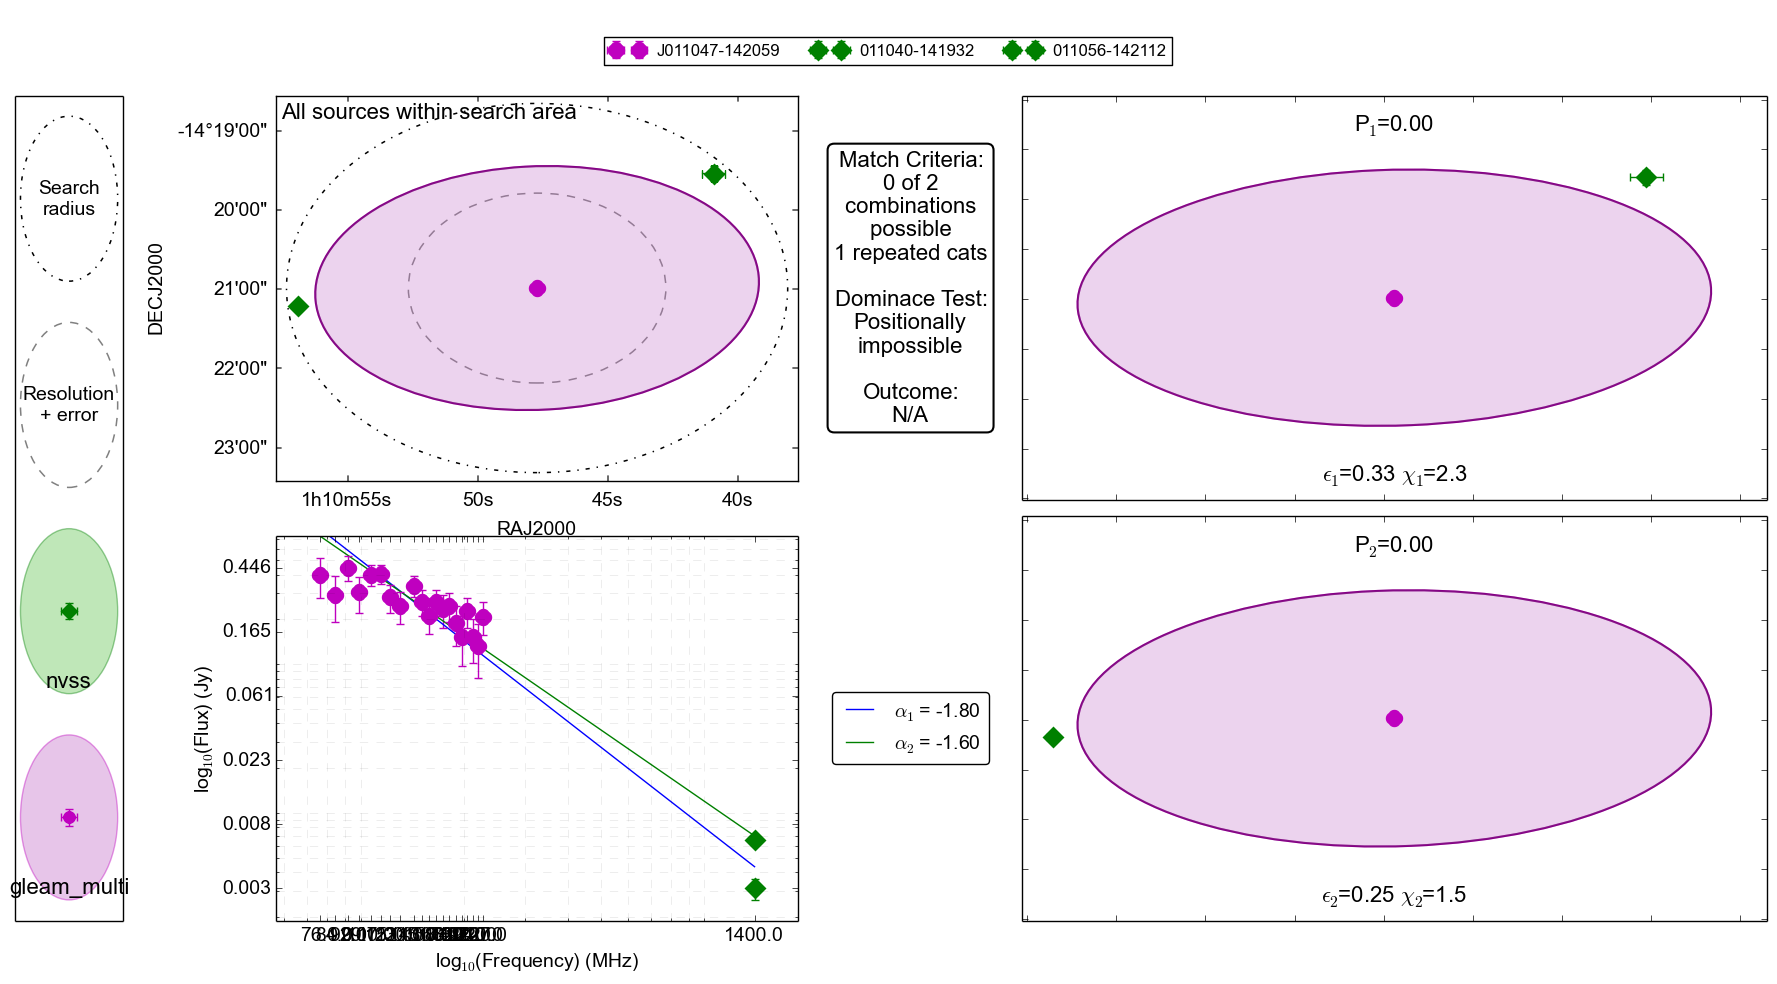 J011047-142059 011040-141932 011056-142112
Search
radius
Resolution
+ error
nvss
gleam_multi
All sources within search area
-14°19'00"
20'00"
21'00"
22'00"
23'00"
DECJ2000
1h10m55s 50s 45s 40s
RAJ2000
Match Criteria:
0 of 2
combinations
possible
1 repeated cats
Dominace Test:
Positionally
impossible
Outcome:
N/A
P1=0.00
ϵ1=0.33 χ1=2.3
P2=0.00
ϵ2=0.25 χ2=1.5
0.446
0.165
0.061
0.023
0.008
0.003
log10(Flux) (Jy)
1400.0
log10(Frequency) (MHz)
α1 = -1.80
α2 = -1.60